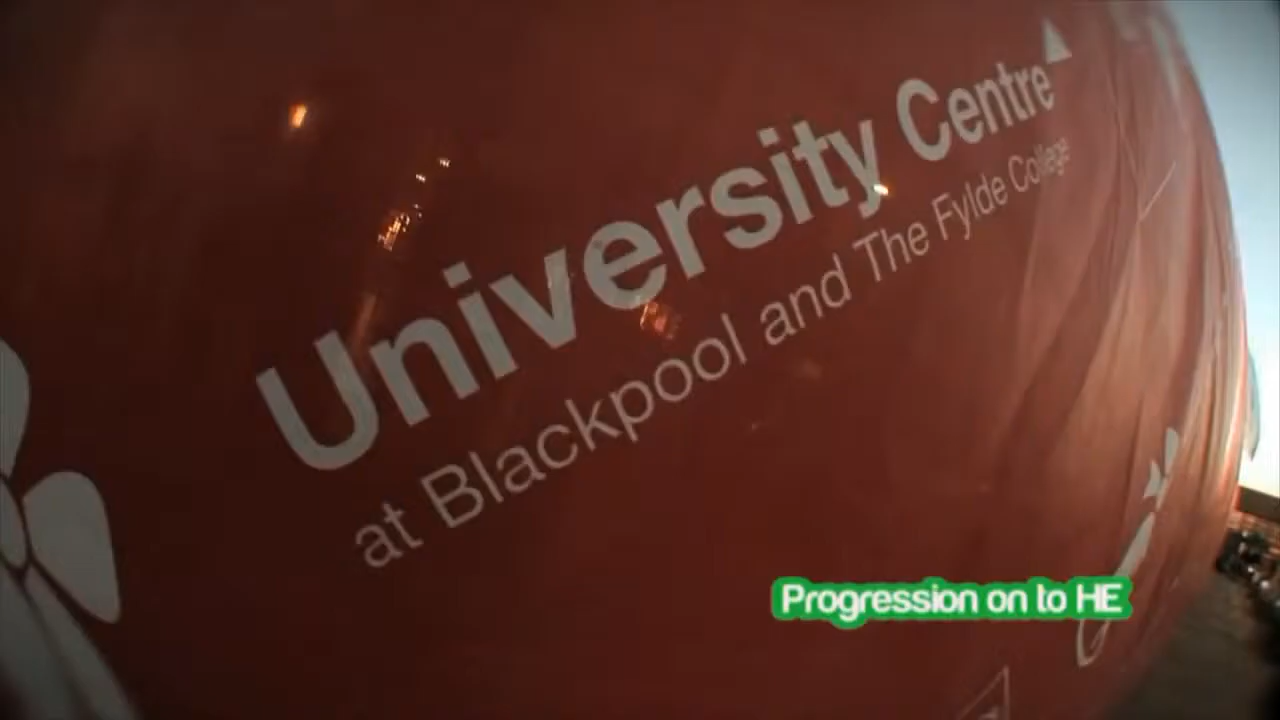 University Centre
at Blackpool and The Fylde College
Progression on to HE